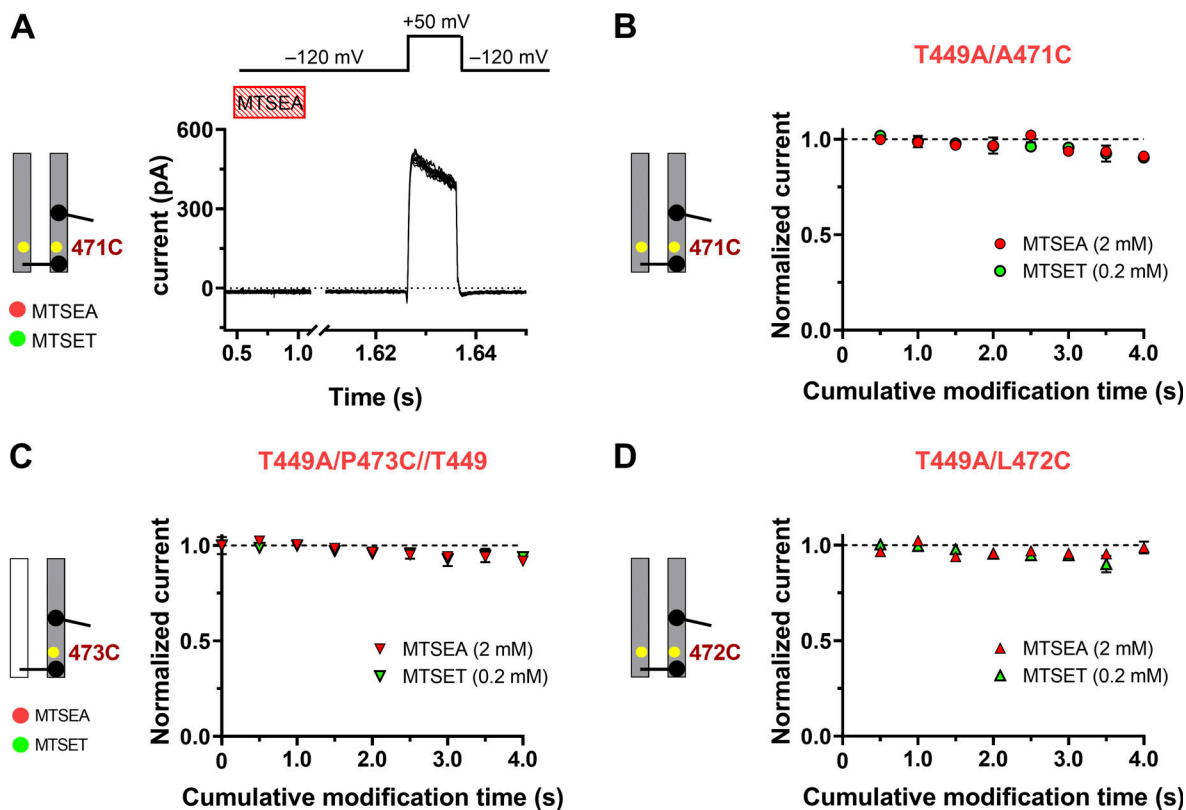 A
+50 mV
–120 mV
–120 mV
MTSEA
600
300
0
current (pA)
471C
MTSEA
MTSET
0.5
1.0
1.62
1.64
Time (s)
B
T449A/A471C
471C
Normalized current
1.0
0.5
0.0
MTSEA (2 mM)
MTSET (0.2 mM)
0
1.0
2.0
3.0
4.0
Cumulative modification time (s)
C
T449A/P473C//T449
473C
MTSEA
MTSET
Normalized current
1.0
0.5
0.0
MTSEA (2 mM)
MTSET (0.2 mM)
0
1.0
2.0
3.0
4.0
Cumulative modification time (s)
D
T449A/L472C
472C
Normalized current
1.0
0.5
0.0
MTSEA (2 mM)
MTSET (0.2 mM)
0
1.0
2.0
3.0
4.0
Cumulative modification time (s)